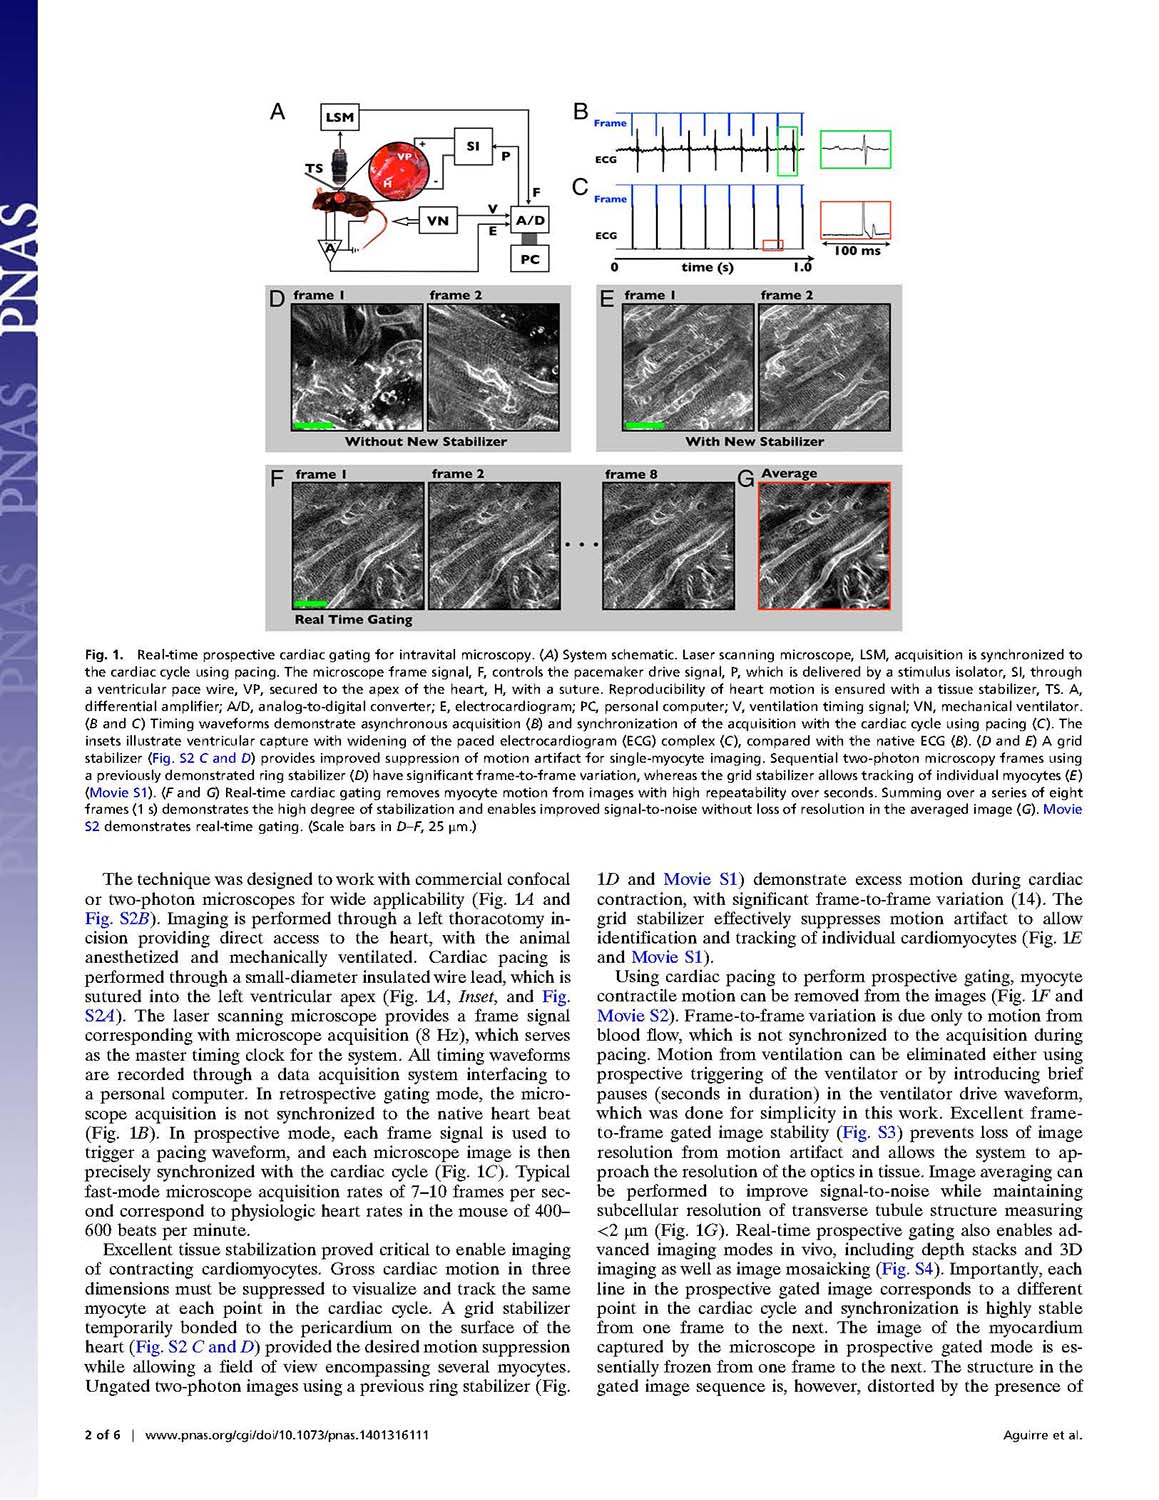 PNAS PNAS PNAS PNAS PNAS
A
LSM
TS
VP
H
+
-
SI
P
F
VN
V
E
A/D
A
PC
B
Frame
ECG
C
Frame
ECG
0
time (s)
1.0
100 ms
D
frame 1
frame 2
Without New Stabilizer
E
frame 1
frame 2
With New Stabilizer
F
frame 1
frame 2
. . .
frame 8
G
Average
Real Time Gating
Fig. 1. Real-time prospective cardiac gating for intravital microscopy. (A) System schematic. Laser scanning microscope, LSM, acquisition is synchronized to
the cardiac cycle using pacing. The microscope frame signal, F, controls the pacemaker drive signal, P, which is delivered by a stimulus isolator, SI, through
a ventricular pace wire, VP, secured to the apex of the heart, H, with a suture. Reproducibility of heart motion is ensured with a tissue stabilizer, TS. A,
differential amplifier; A/D, analog-to-digital converter; E, electrocardiogram; PC, personal computer; V, ventilation timing signal; VN, mechanical ventilator.
(B and C) Timing waveforms demonstrate asynchronous acquisition (B) and synchronization of the acquisition with the cardiac cycle using pacing (C). The
insets illustrate ventricular capture with widening of the paced electrocardiogram (ECG) complex (C), compared with the native ECG (B). (D and E) A grid
stabilizer (Fig. S2 C and D) provides improved suppression of motion artifact for single-myocyte imaging. Sequential two-photon microscopy frames using
a previously demonstrated ring stabilizer (D) have significant frame-to-frame variation, whereas the grid stabilizer allows tracking of individual myocytes (E)
(Movie S1). (F and G) Real-time cardiac gating removes myocyte motion from images with high repeatability over seconds. Summing over a series of eight
frames (1 s) demonstrates the high degree of stabilization and enables improved signal-to-noise without loss of resolution in the averaged image (G). Movie
S2 demonstrates real-time gating. (Scale bars in D–F, 25 μm.)
The technique was designed to work with commercial confocal
or two-photon microscopes for wide applicability (Fig. 1A and
Fig. S2B). Imaging is performed through a left thoracotomy in-
cision providing direct access to the heart, with the animal
anesthetized and mechanically ventilated. Cardiac pacing is
performed through a small-diameter insulated wire lead, which is
sutured into the left ventricular apex (Fig. 1A, Inset, and Fig.
S2A). The laser scanning microscope provides a frame signal
corresponding with microscope acquisition (8 Hz), which serves
as the master timing clock for the system. All timing waveforms
are recorded through a data acquisition system interfacing to
a personal computer. In retrospective gating mode, the micro-
scope acquisition is not synchronized to the native heart beat
(Fig. 1B). In prospective mode, each frame signal is used to
trigger a pacing waveform, and each microscope image is then
precisely synchronized with the cardiac cycle (Fig. 1C). Typical
fast-mode microscope acquisition rates of 7–10 frames per sec-
ond correspond to physiologic heart rates in the mouse of 400–
600 beats per minute.
Excellent tissue stabilization proved critical to enable imaging
of contracting cardiomyocytes. Gross cardiac motion in three
dimensions must be suppressed to visualize and track the same
myocyte at each point in the cardiac cycle. A grid stabilizer
temporarily bonded to the pericardium on the surface of the
heart (Fig. S2 C and D) provided the desired motion suppression
while allowing a field of view encompassing several myocytes.
Ungated two-photon images using a previous ring stabilizer (Fig.
1D and Movie S1) demonstrate excess motion during cardiac
contraction, with significant frame-to-frame variation (14). The
grid stabilizer effectively suppresses motion artifact to allow
identification and tracking of individual cardiomyocytes (Fig. 1E
and Movie S1).
Using cardiac pacing to perform prospective gating, myocyte
contractile motion can be removed from the images (Fig. 1F and
Movie S2). Frame-to-frame variation is due only to motion from
blood flow, which is not synchronized to the acquisition during
pacing. Motion from ventilation can be eliminated either using
prospective triggering of the ventilator or by introducing brief
pauses (seconds in duration) in the ventilator drive waveform,
which was done for simplicity in this work. Excellent frame-
to-frame gated image stability (Fig. S3) prevents loss of image
resolution from motion artifact and allows the system to ap-
proach the resolution of the optics in tissue. Image averaging can
be performed to improve signal-to-noise while maintaining
subcellular resolution of transverse tubule structure measuring
<2 μm (Fig. 1G). Real-time prospective gating also enables ad-
vanced imaging modes in vivo, including depth stacks and 3D
imaging as well as image mosaicking (Fig. S4). Importantly, each
line in the prospective gated image corresponds to a different
point in the cardiac cycle and synchronization is highly stable
from one frame to the next. The image of the myocardium
captured by the microscope in prospective gated mode is es-
sentially frozen from one frame to the next. The structure in the
gated image sequence is, however, distorted by the presence of
2 of 6 | www.pnas.org/cgi/doi/10.1073/pnas.1401316111
Aguirre et al.